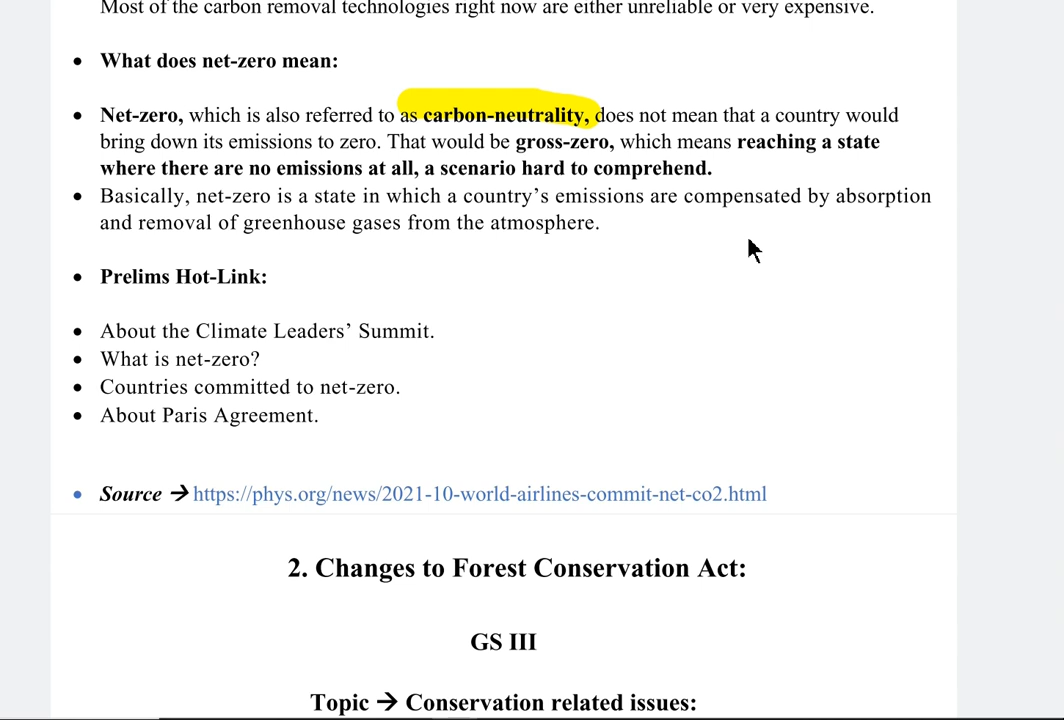 Most of the carbon removal technologies right now are either unreliable or very expensive.
• What does net-zero mean:
• Net-zero, which is also referred to as carbon-neutrality, does not mean that a country would
bring down its emissions to zero. That would be gross-zero, which means reaching a state
where there are no emissions at all, a scenario hard to comprehend.
• Basically, net-zero is a state in which a country’s emissions are compensated by absorption
and removal of greenhouse gases from the atmosphere.
• Prelims Hot-Link:
• About the Climate Leaders’ Summit.
• What is net-zero?
• Countries committed to net-zero.
• About Paris Agreement.
• Source → https://phys.org/news/2021-10-world-airlines-commit-net-co2.html
2. Changes to Forest Conservation Act:
GS III
Topic → Conservation related issues: